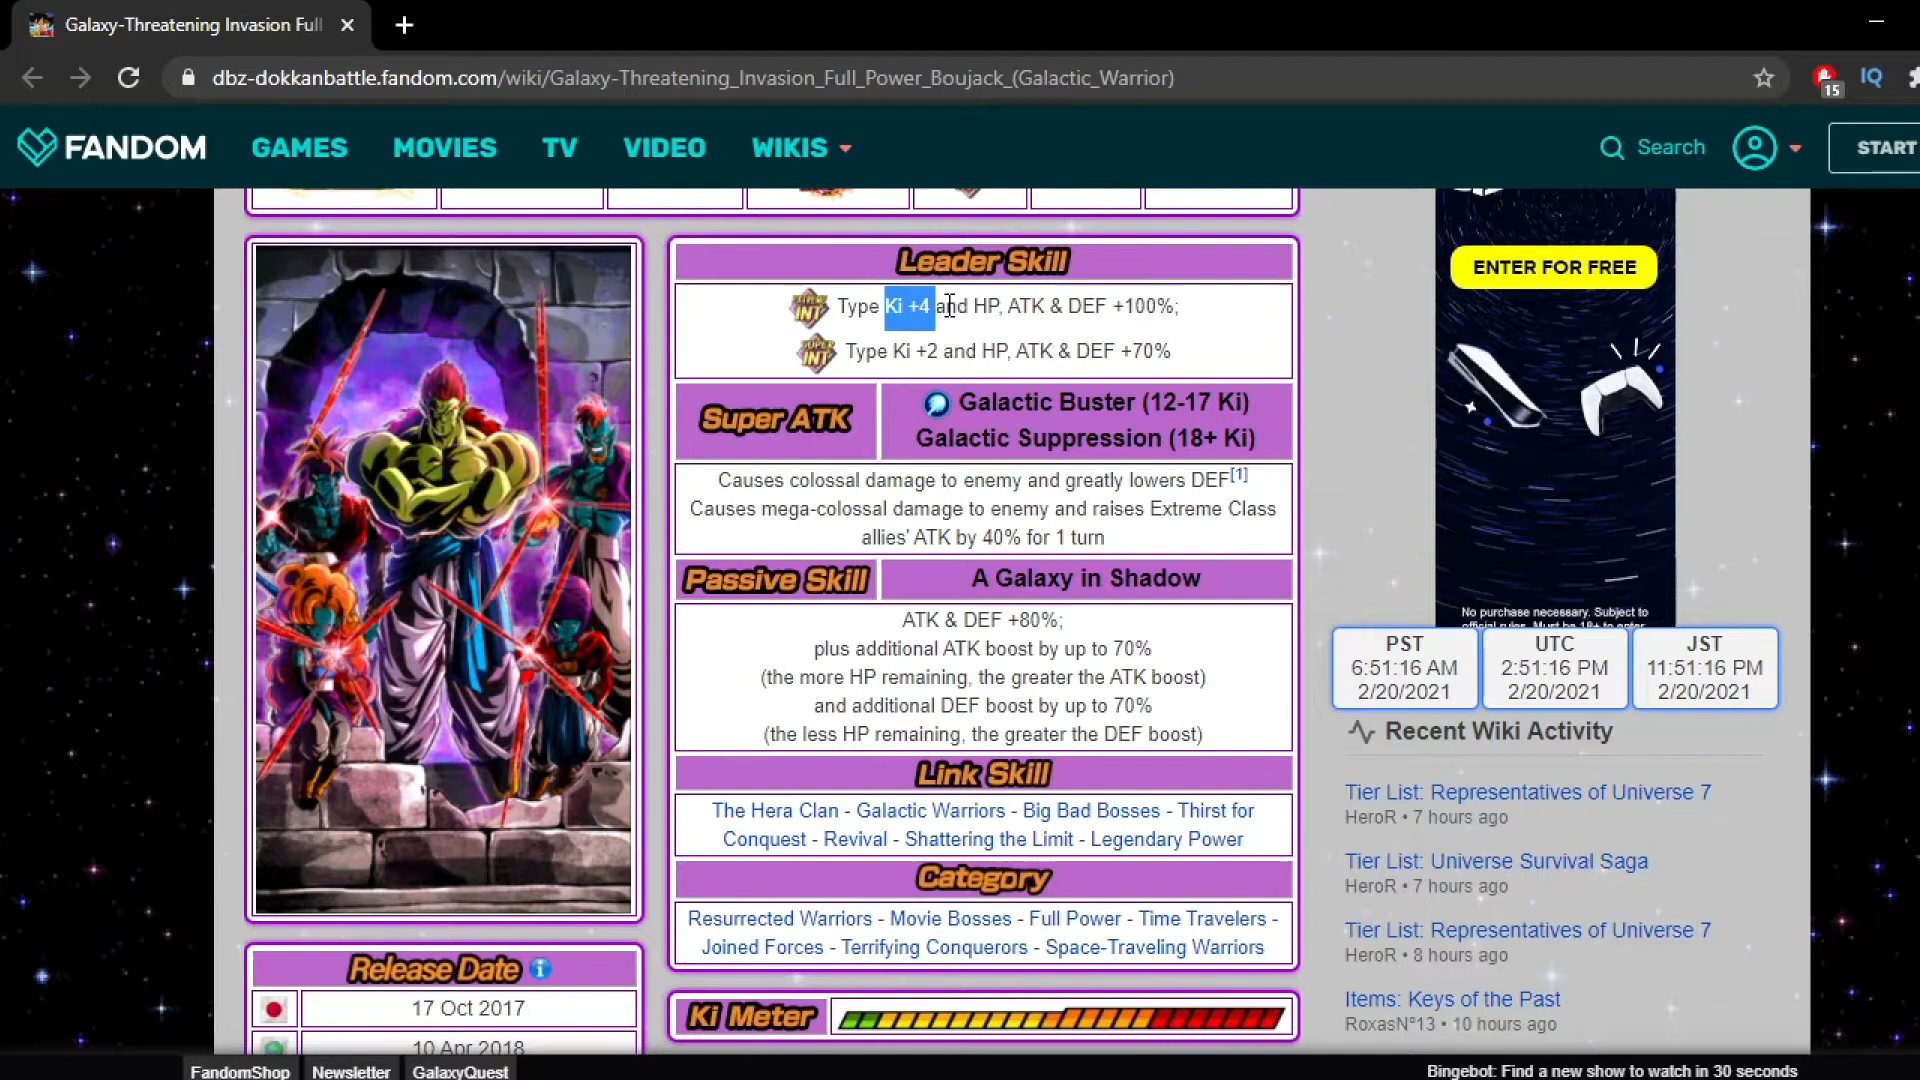 Galaxy-Threatening Invasion Full
dbz-dokkanbattle.fandom.com/wiki/Galaxy-Threatening_Invasion_Full_Power_Boujack_(Galactic_Warrior)
15
IQ
FANDOM
GAMES
MOVIES
TV
VIDEO
WIKIS
Search
START
Leader Skill
INT Type Ki +4 and HP, ATK & DEF +100%;
SUPER INT Type Ki +2 and HP, ATK & DEF +70%
Super ATK
Galactic Buster (12-17 Ki)
Galactic Suppression (18+ Ki)
Causes colossal damage to enemy and greatly lowers DEF[1]
Causes mega-colossal damage to enemy and raises Extreme Class
allies' ATK by 40% for 1 turn
Passive Skill
A Galaxy in Shadow
ATK & DEF +80%;
plus additional ATK boost by up to 70%
(the more HP remaining, the greater the ATK boost)
and additional DEF boost by up to 70%
(the less HP remaining, the greater the DEF boost)
Link Skill
The Hera Clan - Galactic Warriors - Big Bad Bosses - Thirst for
Conquest - Revival - Shattering the Limit - Legendary Power
Category
Resurrected Warriors - Movie Bosses - Full Power - Time Travelers -
Joined Forces - Terrifying Conquerors - Space-Traveling Warriors
Ki Meter
Release Date
17 Oct 2017
10 Apr 2018
ENTER FOR FREE
No purchase necessary. Subject to
official rules. Must be 18+ to enter
PST
6:51:16 AM
2/20/2021
UTC
2:51:16 PM
2/20/2021
JST
11:51:16 PM
2/20/2021
Recent Wiki Activity
Tier List: Representatives of Universe 7
HeroR • 7 hours ago
Tier List: Universe Survival Saga
HeroR • 7 hours ago
Tier List: Representatives of Universe 7
HeroR • 8 hours ago
Items: Keys of the Past
RoxasNº13 • 10 hours ago
FandomShop
Newsletter
GalaxyQuest
Bingebot: Find a new show to watch in 30 seconds